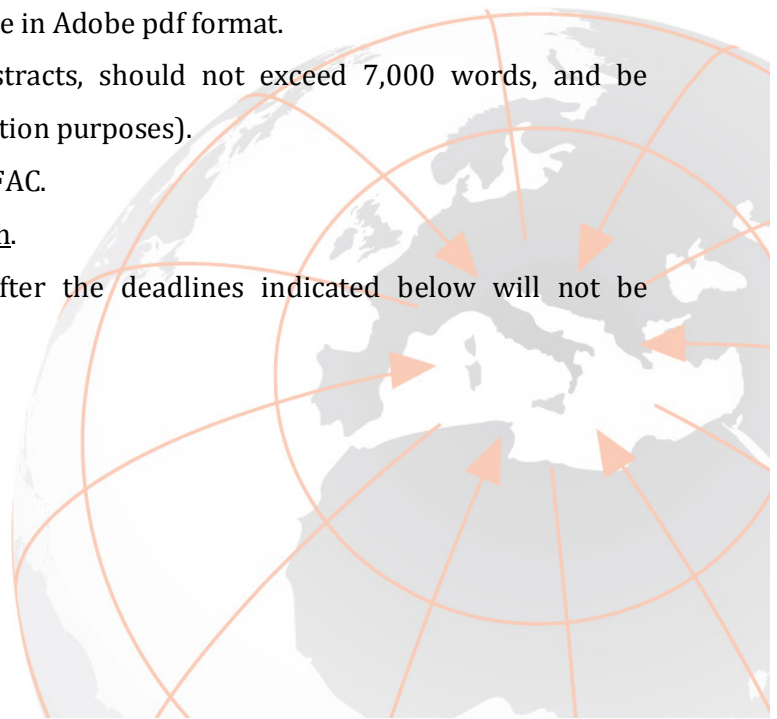 e in Adobe pdf format.
stracts, should not exceed 7,000 words, and be
tion purposes).
FAC.
n.
fter the deadlines indicated below will not be